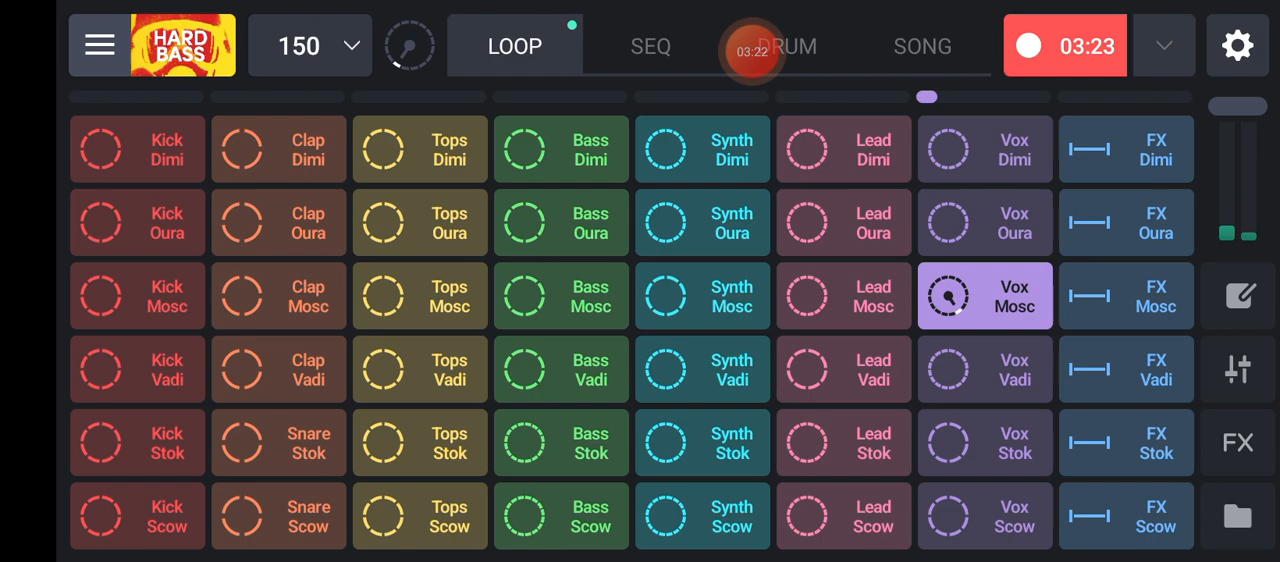 HARD
BASS
150
LOOP
SEQ
DRUM
SONG
03:22
03:23
Kick
Dimi
Clap
Dimi
Tops
Dimi
Bass
Dimi
Synth
Dimi
Lead
Dimi
Vox
Dimi
FX
Dimi
Kick
Oura
Clap
Oura
Tops
Oura
Bass
Oura
Synth
Oura
Lead
Oura
Vox
Oura
FX
Oura
Kick
Mosc
Clap
Mosc
Tops
Mosc
Bass
Mosc
Synth
Mosc
Lead
Mosc
Vox
Mosc
FX
Mosc
Kick
Vadi
Clap
Vadi
Tops
Vadi
Bass
Vadi
Synth
Vadi
Lead
Vadi
Vox
Vadi
FX
Vadi
Kick
Stok
Snare
Stok
Tops
Stok
Bass
Stok
Synth
Stok
Lead
Stok
Vox
Stok
FX
Stok
FX
Kick
Scow
Snare
Scow
Tops
Scow
Bass
Scow
Synth
Scow
Lead
Scow
Vox
Scow
FX
Scow